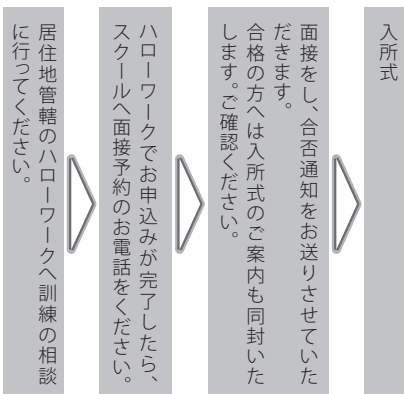 居住地管轄のハローワークへ訓練の相談
に行ってください。
ハローワークでお申込みが完了したら、
スクールへ面接予約のお電話をください。
面接をし、合否通知をお送りさせていた
だきます。
合格の方へは入所式のご案内も同封いた
します。ご確認ください。
入所式